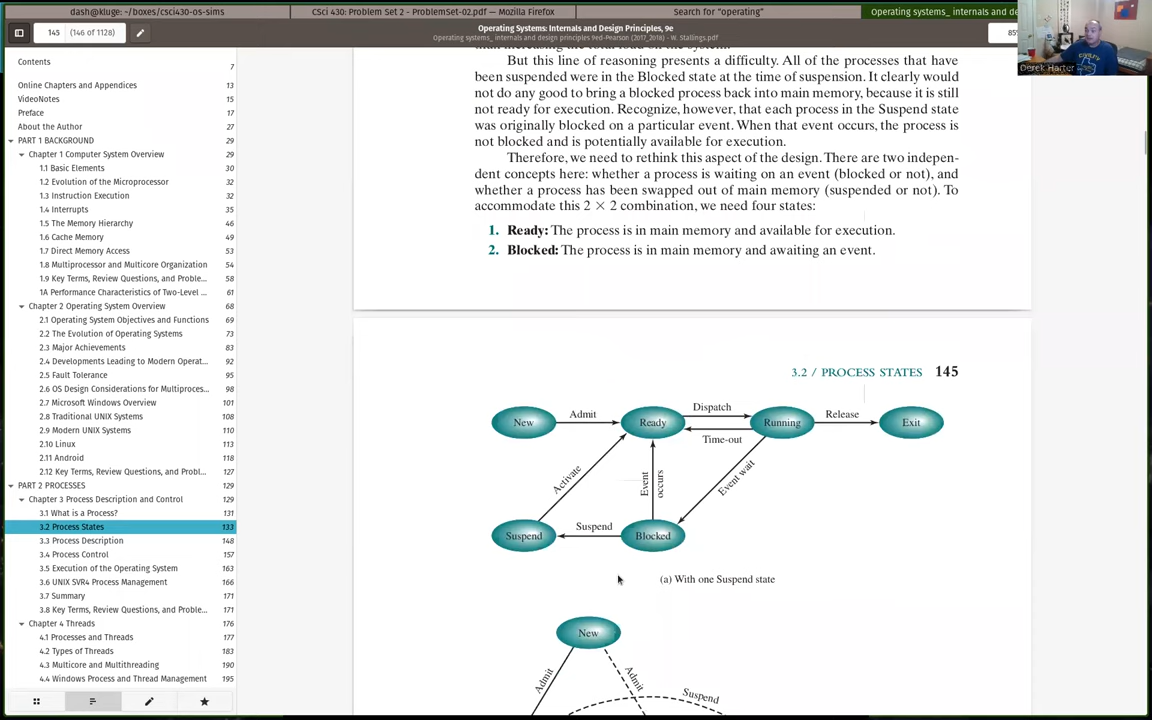 dash@kluge: ~/boxes/csci430-os-sims
CSci 430: Problem Set 2 - ProblemSet-02.pdf — Mozilla Firefox
Search for "operating"
Operating systems_ internals and de
145
(146 of 1128)
Operating Systems: Internals and Design Principles, 9e
Operating systems_ internals and design principles 9ed-Pearson (2017_2018) - W. Stallings.pdf
85
Derek Harter
Contents
7
Online Chapters and Appendices 13
VideoNotes 15
Preface 17
About the Author 27
PART 1 BACKGROUND 29
Chapter 1 Computer System Overview 29
1.1 Basic Elements 30
1.2 Evolution of the Microprocessor 32
1.3 Instruction Execution 32
1.4 Interrupts 35
1.5 The Memory Hierarchy 46
1.6 Cache Memory 49
1.7 Direct Memory Access 53
1.8 Multiprocessor and Multicore Organization 54
1.9 Key Terms, Review Questions, and Proble... 58
1A Performance Characteristics of Two-Level ... 61
Chapter 2 Operating System Overview 68
2.1 Operating System Objectives and Functions 69
2.2 The Evolution of Operating Systems 73
2.3 Major Achievements 83
2.4 Developments Leading to Modern Operat... 92
2.5 Fault Tolerance 95
2.6 OS Design Considerations for Multiproces... 98
2.7 Microsoft Windows Overview 101
2.8 Traditional UNIX Systems 108
2.9 Modern UNIX Systems 110
2.10 Linux 113
2.11 Android 118
2.12 Key Terms, Review Questions, and Probl... 127
PART 2 PROCESSES 129
Chapter 3 Process Description and Control 129
3.1 What is a Process? 131
3.2 Process States 133
3.3 Process Description 148
3.4 Process Control 157
3.5 Execution of the Operating System 163
3.6 UNIX SVR4 Process Management 166
3.7 Summary 171
3.8 Key Terms, Review Questions, and Proble... 171
Chapter 4 Threads 176
4.1 Processes and Threads 177
4.2 Types of Threads 183
4.3 Multicore and Multithreading 190
4.4 Windows Process and Thread Management 195
than increasing the total load on the system.
But this line of reasoning presents a difficulty. All of the processes that have
been suspended were in the Blocked state at the time of suspension. It clearly would
not do any good to bring a blocked process back into main memory, because it is still
not ready for execution. Recognize, however, that each process in the Suspend state
was originally blocked on a particular event. When that event occurs, the process is
not blocked and is potentially available for execution.
Therefore, we need to rethink this aspect of the design. There are two indepen-
dent concepts here: whether a process is waiting on an event (blocked or not), and
whether a process has been swapped out of main memory (suspended or not). To
accommodate this 2 × 2 combination, we need four states:
1. Ready: The process is in main memory and available for execution.
2. Blocked: The process is in main memory and awaiting an event.
3.2 / PROCESS STATES 145
New
Admit
Ready
Dispatch
Time-out
Running
Release
Exit
Activate
Event
occurs
Event wait
Suspend
Suspend
Blocked
(a) With one Suspend state
New
Admit
Admit
Suspend